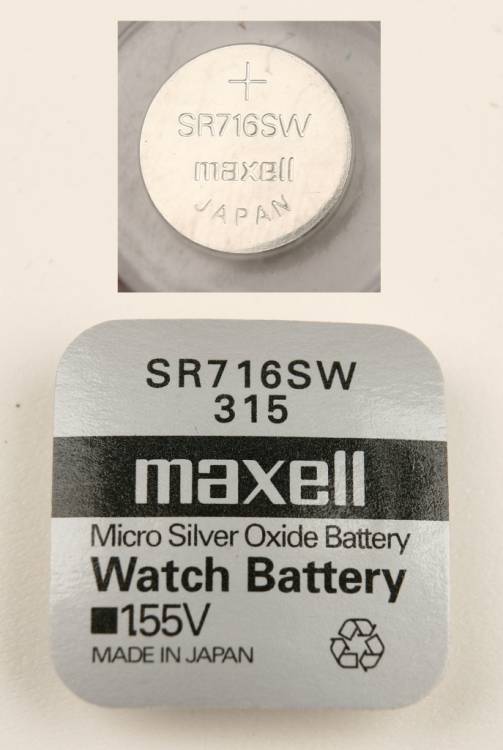 +
SR716SW
maxell
JAPAN
SR716SW
315
maxell
Micro Silver Oxide Battery
Watch Battery
■1.55V
MADE IN JAPAN